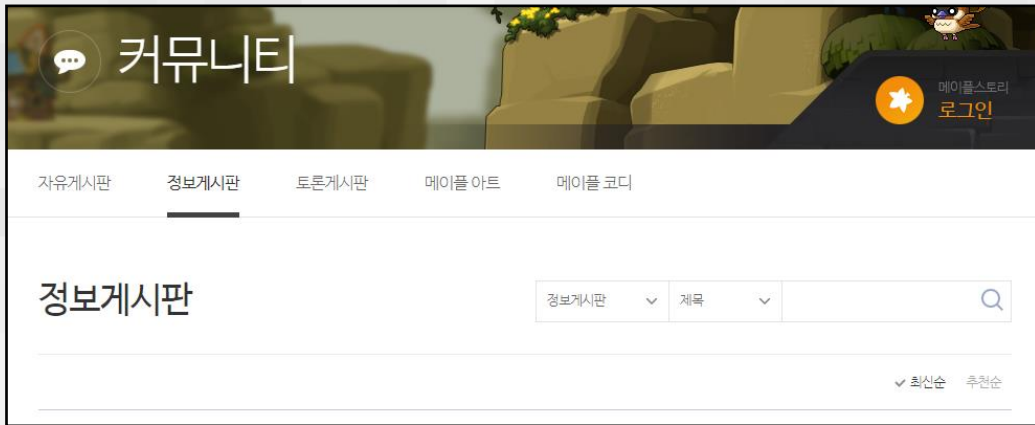 커뮤니티
메이플스토리
로그인
자유게시판 정보게시판 토론게시판 메이플 아트 메이플 코디
정보게시판
정보게시판 제목
최신순 추천순